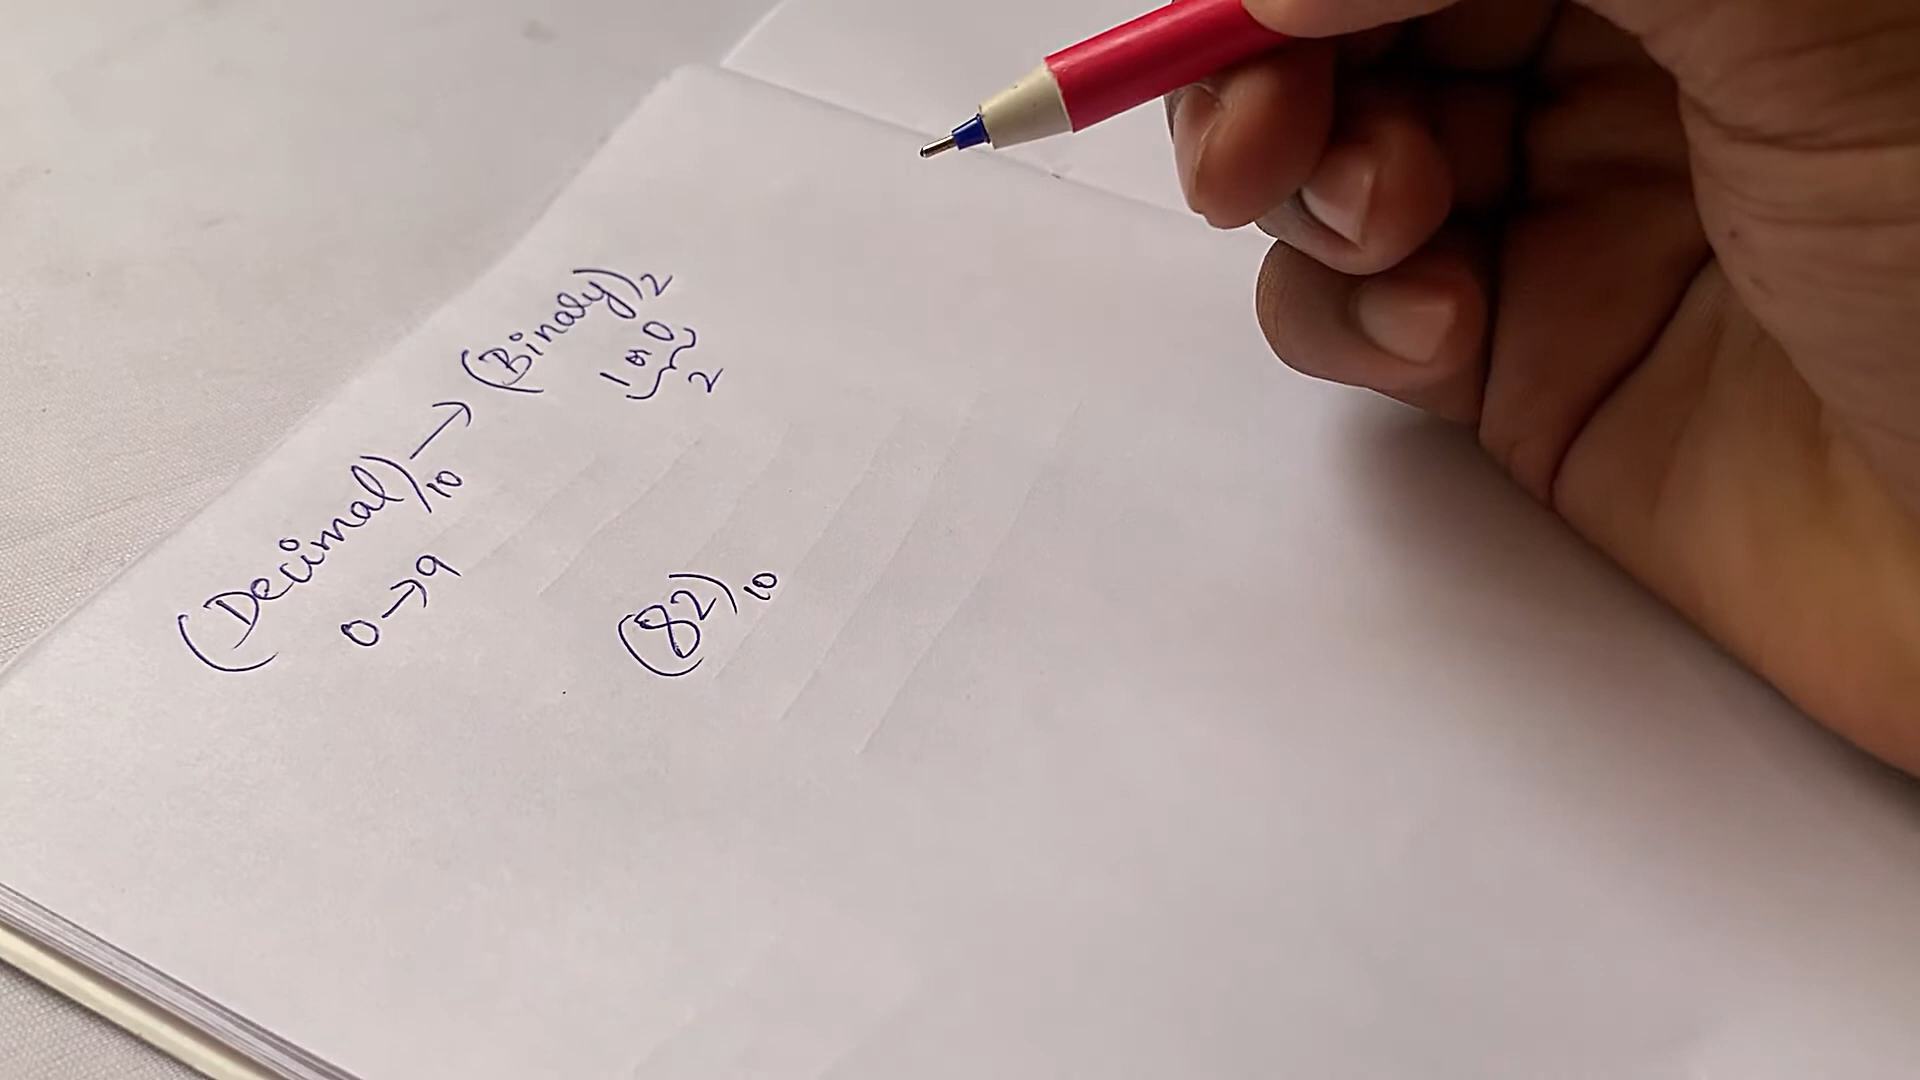 (Decimal)₁₀ → (Binary)₂
0 → 9
1 or 0
2
(82)₁₀